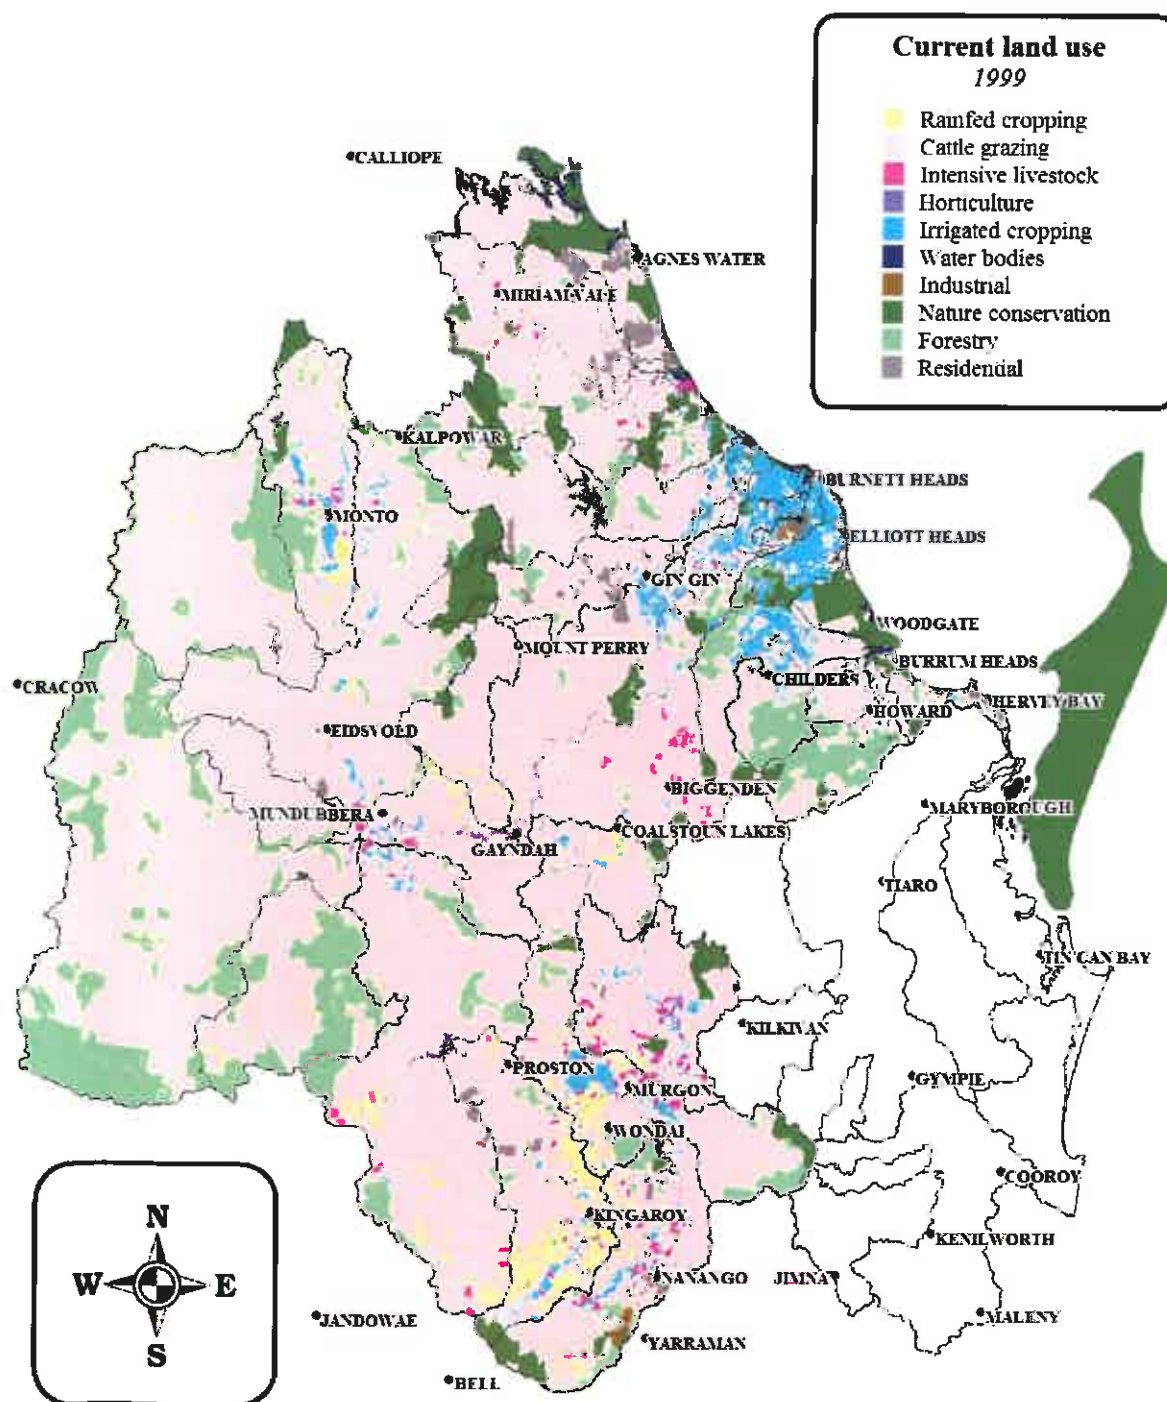 Current land use
1999
Rainfed cropping
Cattle grazing
Intensive livestock
Horticulture
Irrigated cropping
Water bodies
Industrial
Nature conservation
Forestry
Residential
CALLIOPE
AGNES WATER
MIRIAM VALE
KALPOWAR
BURNETT HEADS
MONTO
ELLIOTT HEADS
GIN GIN
WOODGATE
MOUNT PERRY
BURRUM HEADS
CHILDERS
CRACOW
HERVEY BAY
HOWARD
EIDSVOLD
BIGGENDEN
MARYBOROUGH
MUNDUBBERA
COALSTOUN LAKES
GAYNDAH
TIARO
TIN CAN BAY
KILKIVAN
PROSTON
GYMPIE
MURGON
WONDAI
COOROY
KINGAROY
KENILWORTH
NANANGO
JIMNA
JANDOWAE
MALENY
YARRAMAN
BELL
N
W E
S